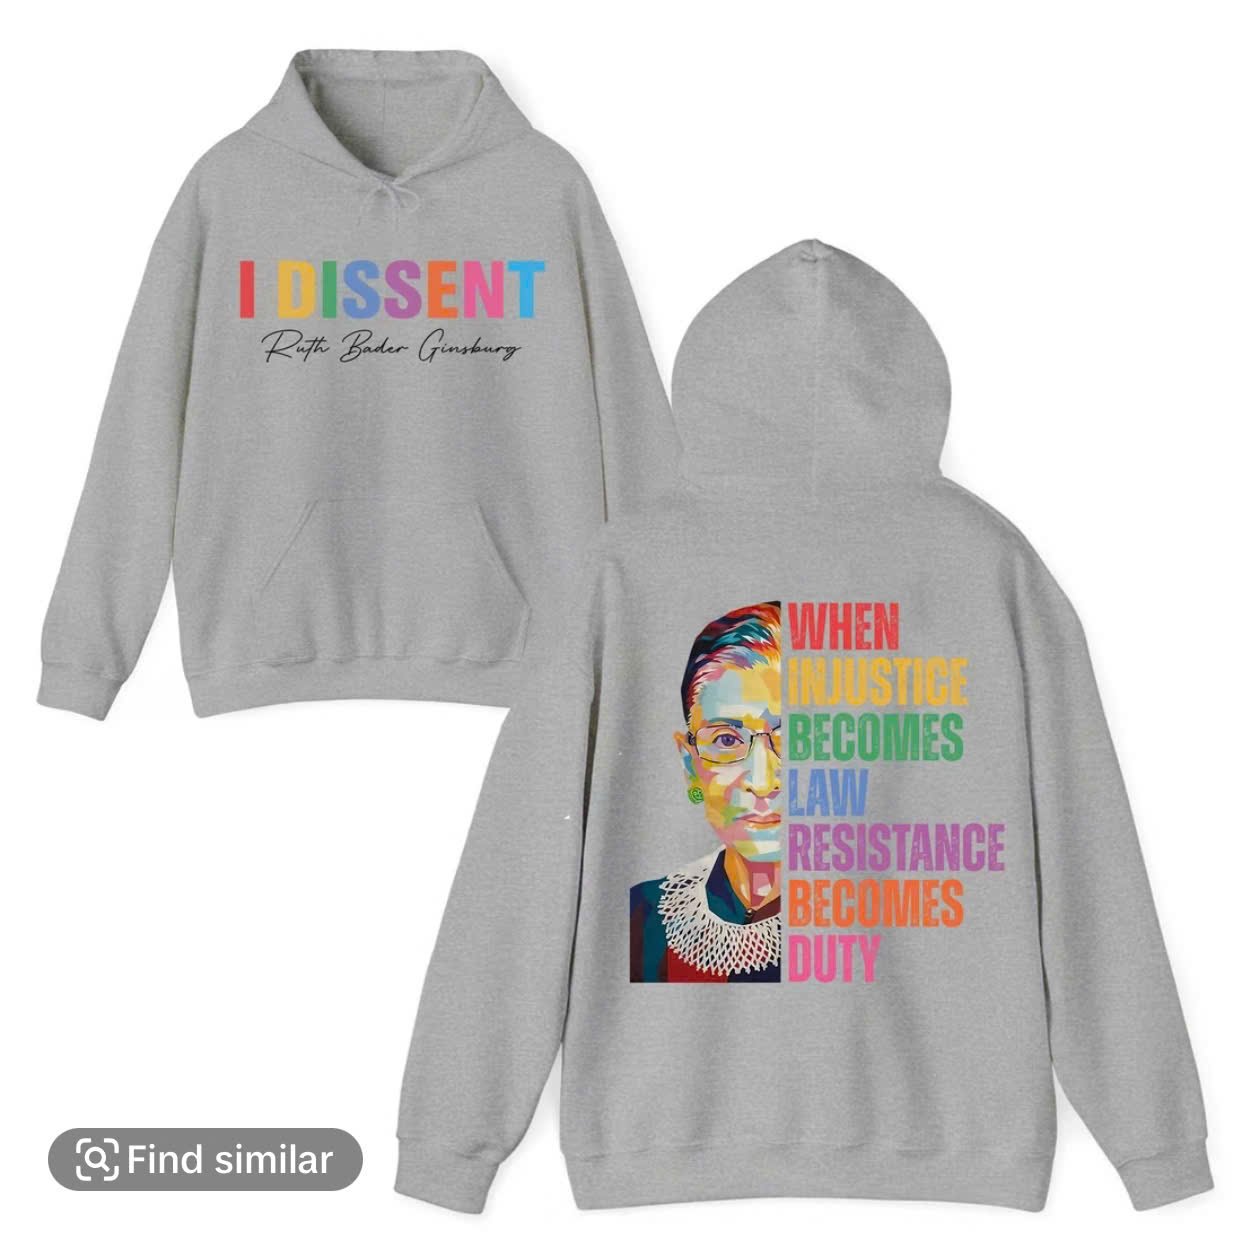 I DISSENT
Ruth Bader Ginsburg
WHEN
INJUSTICE
BECOMES
LAW
RESISTANCE
BECOMES
DUTY
Find similar